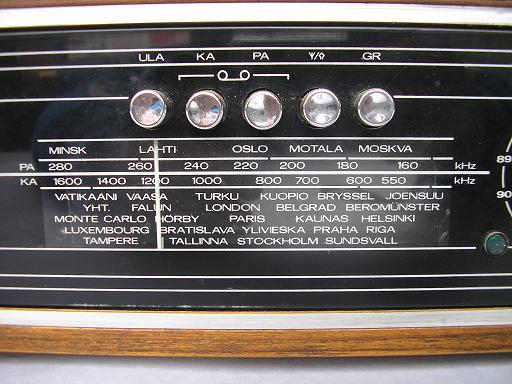 ULA KA PA Y/◊ GR
MINSK LAHTI OSLO MOTALA MOSKVA
PA 280 260 240 220 200 180 160 kHz
KA 1600 1400 1200 1000 800 700 600 550 kHz
VATIKAANI VAASA TURKU KUOPIO BRYSSEL JOENSUU
YHT. FALUN LONDON BELGRAD BEROMÜNSTER
MONTE CARLO HÖRBY PARIS KAUNAS HELSINKI
LUXEMBOURG BRATISLAVA YLIVIESKA PRAHA RIGA
TAMPERE TALLINNA STOCKHOLM SUNDSVALL
89
90